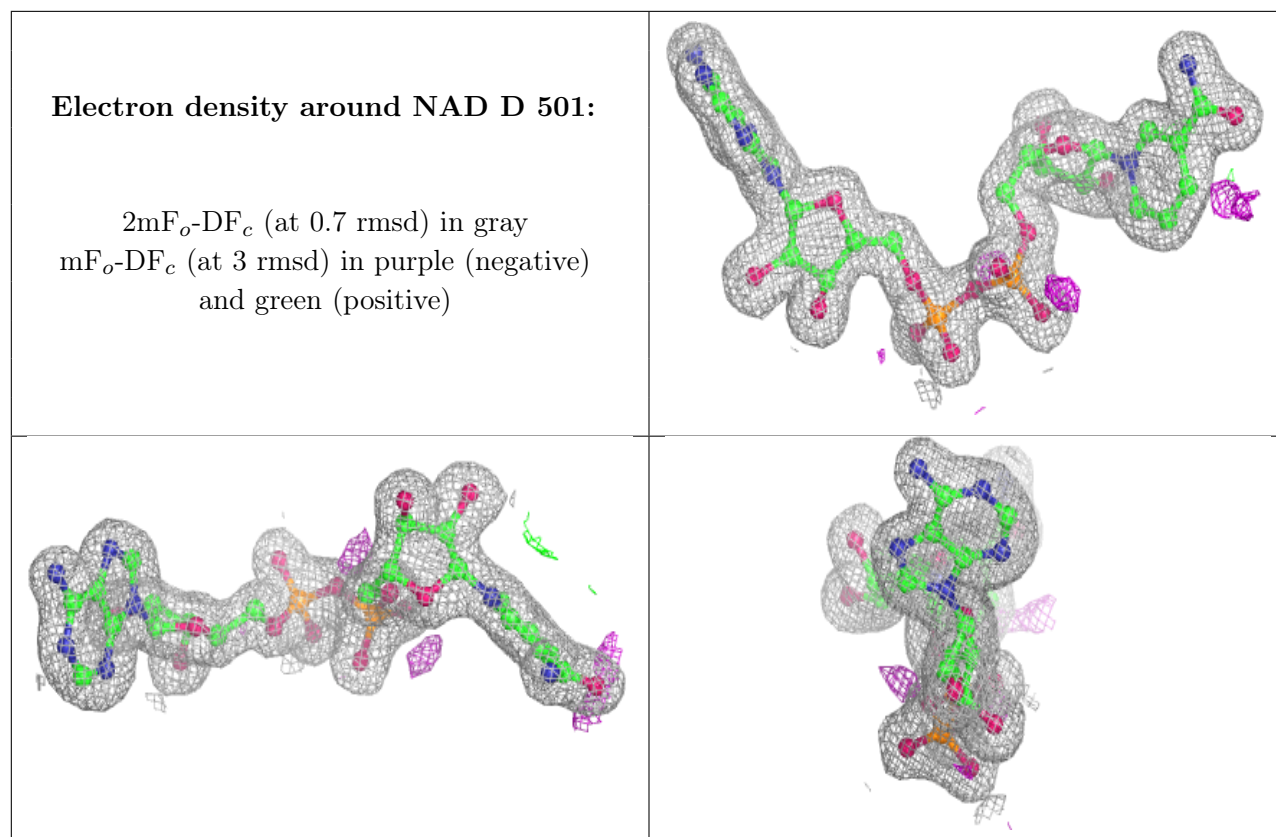 Electron density around NAD D 501:
2mFₒ-DF𝒸 (at 0.7 rmsd) in gray
mFₒ-DF𝒸 (at 3 rmsd) in purple (negative)
and green (positive)